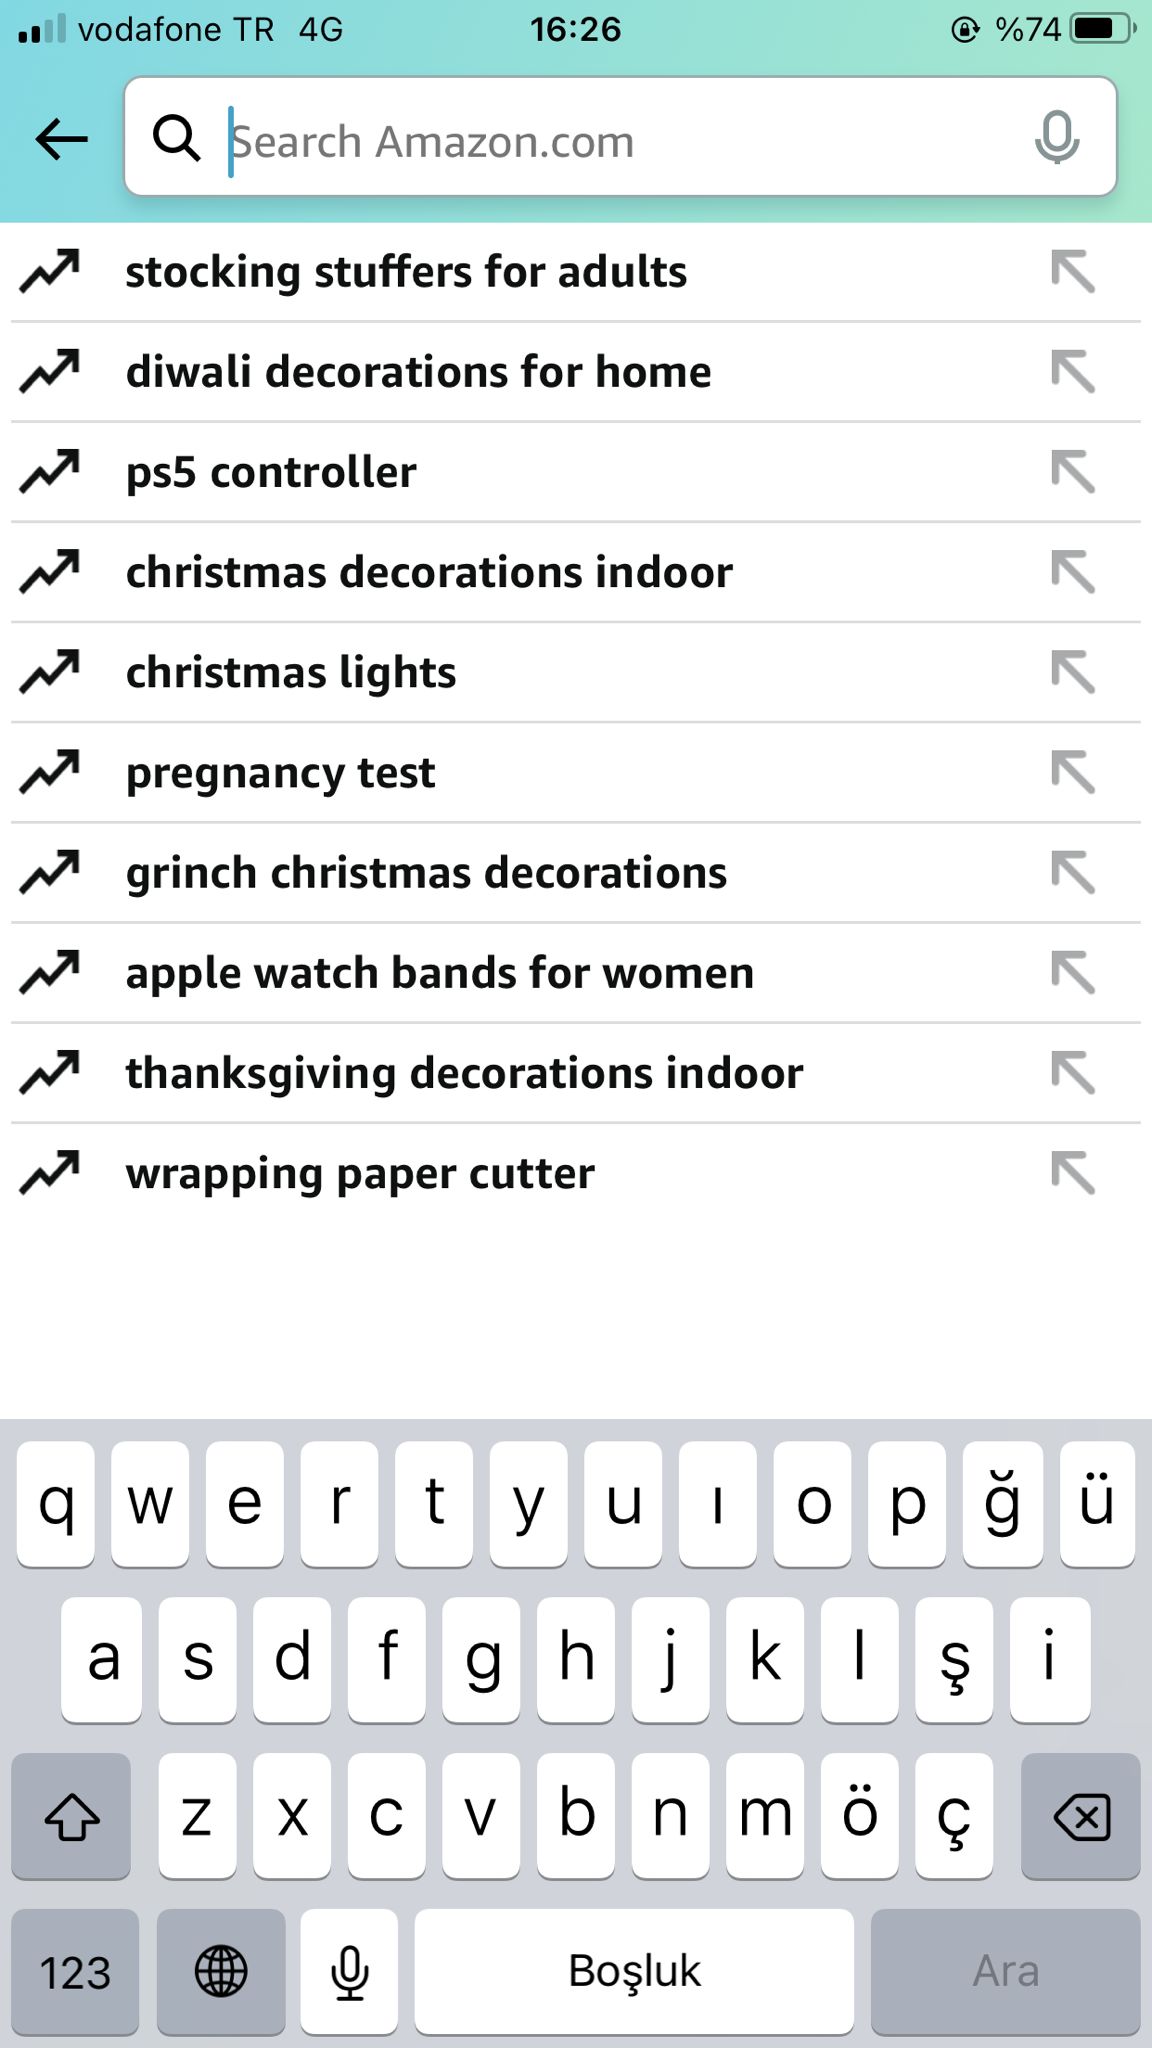 vodafone TR 4G 16:26 %74
Search Amazon.com
stocking stuffers for adults
diwali decorations for home
ps5 controller
christmas decorations indoor
christmas lights
pregnancy test
grinch christmas decorations
apple watch bands for women
thanksgiving decorations indoor
wrapping paper cutter
q w e r t y u ı o p ğ ü
a s d f g h j k l ş i
z x c v b n m ö ç
123 Boşluk Ara